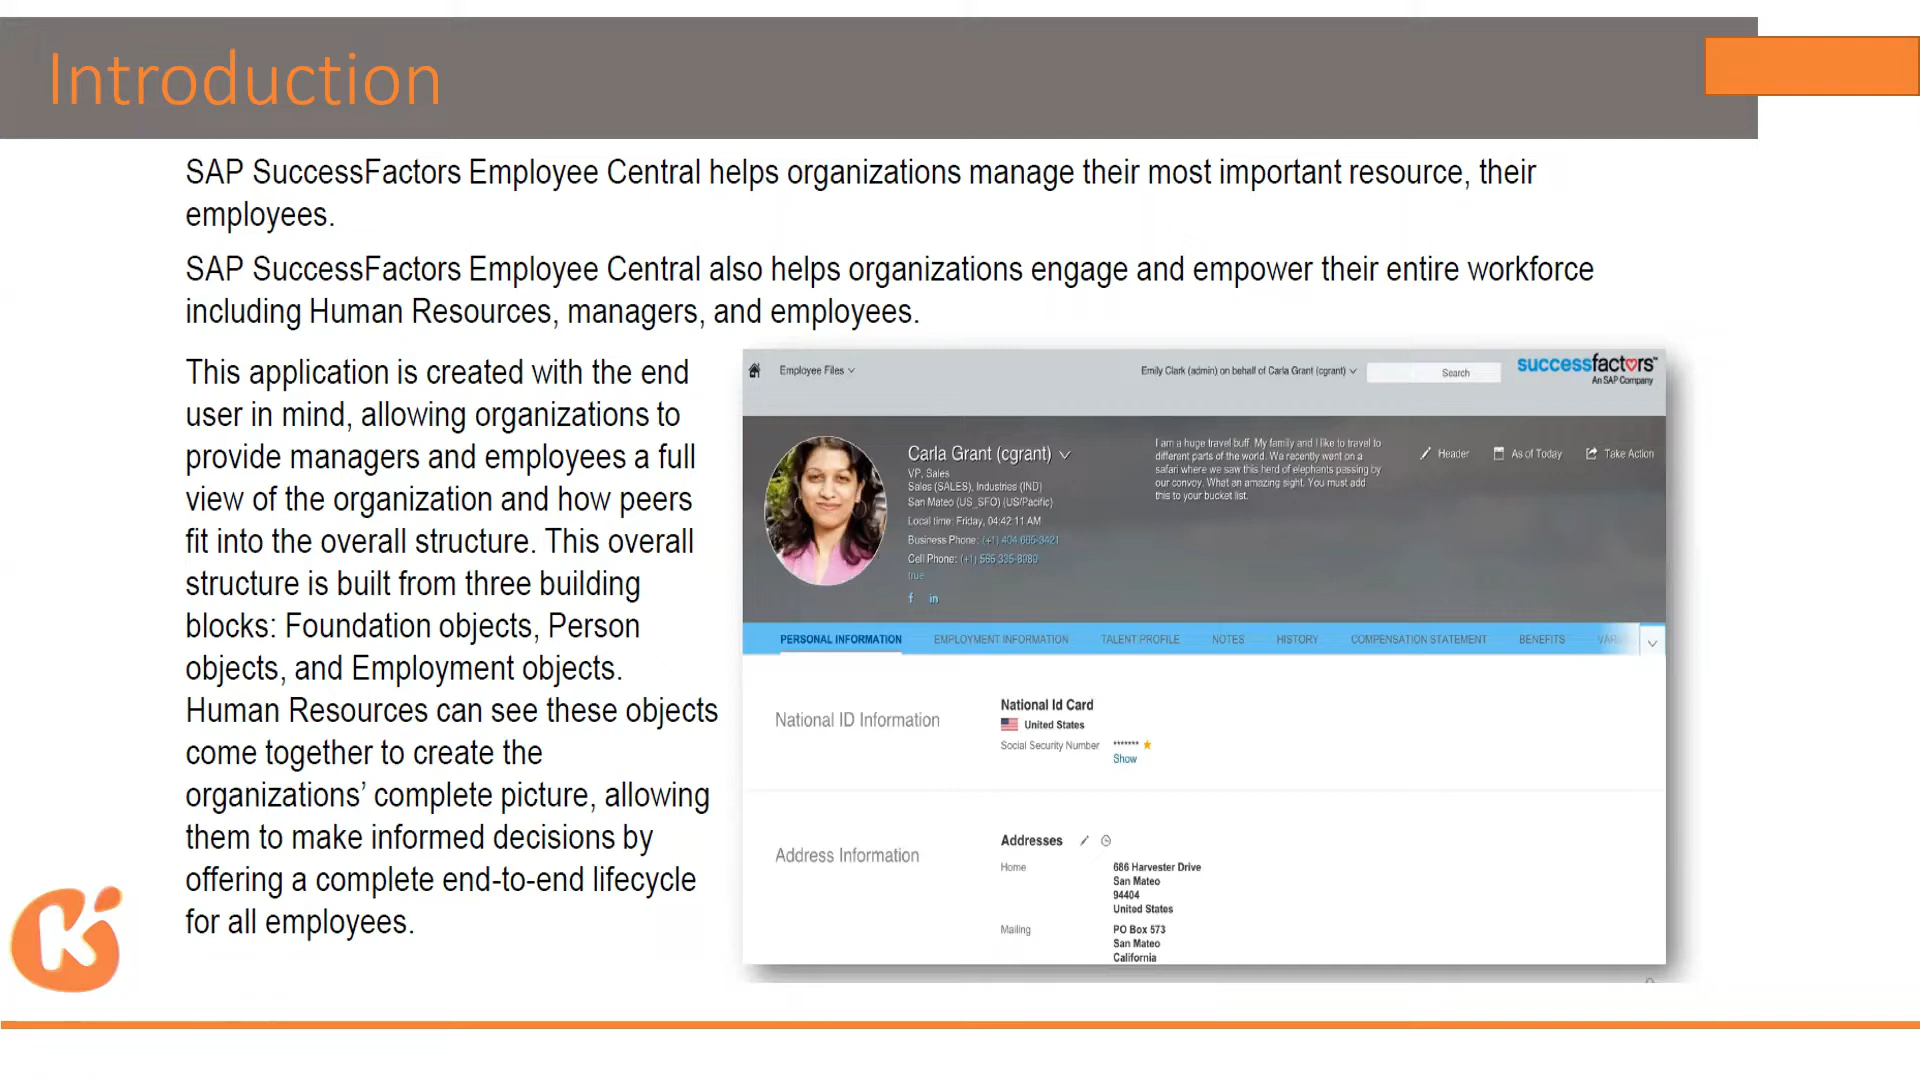 Introduction
SAP SuccessFactors Employee Central helps organizations manage their most important resource, their
employees.
SAP SuccessFactors Employee Central also helps organizations engage and empower their entire workforce
including Human Resources, managers, and employees.
This application is created with the end
user in mind, allowing organizations to
provide managers and employees a full
view of the organization and how peers
fit into the overall structure. This overall
structure is built from three building
blocks: Foundation objects, Person
objects, and Employment objects.
Human Resources can see these objects
come together to create the
organizations’ complete picture, allowing
them to make informed decisions by
offering a complete end-to-end lifecycle
for all employees.
K
Employee Files
Emily Clark (admin) on behalf of Carla Grant (cgrant)
Search
successfactors™
An SAP Company
Carla Grant (cgrant)
VP, Sales
Sales (SALES), Industries (IND)
San Mateo (US_SFO) (US/Pacific)
Local time: Friday, 04:42:11 AM
Business Phone: (+1) 404-665-3421
Cell Phone: (+1) 565-335-8989
true
f in
I am a huge travel buff. My family and I like to travel to
different parts of the world. We recently went on a
safari where we saw this herd of elephants passing by
our convoy. What an amazing sight. You must add
this to your bucket list.
Header
As of Today
Take Action
PERSONAL INFORMATION EMPLOYMENT INFORMATION TALENT PROFILE NOTES HISTORY COMPENSATION STATEMENT BENEFITS
National ID Information
National Id Card
United States
Social Security Number ******* ★
Show
Address Information
Addresses
Home 686 Harvester Drive
San Mateo
94404
United States
Mailing PO Box 573
San Mateo
California